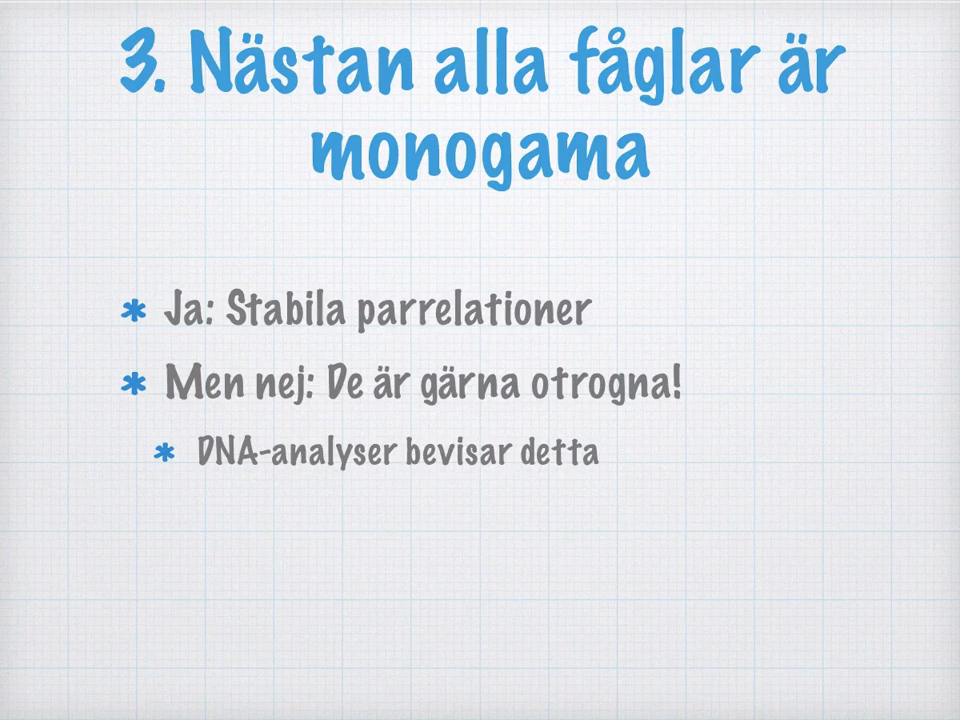 3. Nästan alla fåglar är
monogama
* Ja: Stabila parrelationer
* Men nej: De är gärna otrogna!
* DNA-analyser bevisar detta